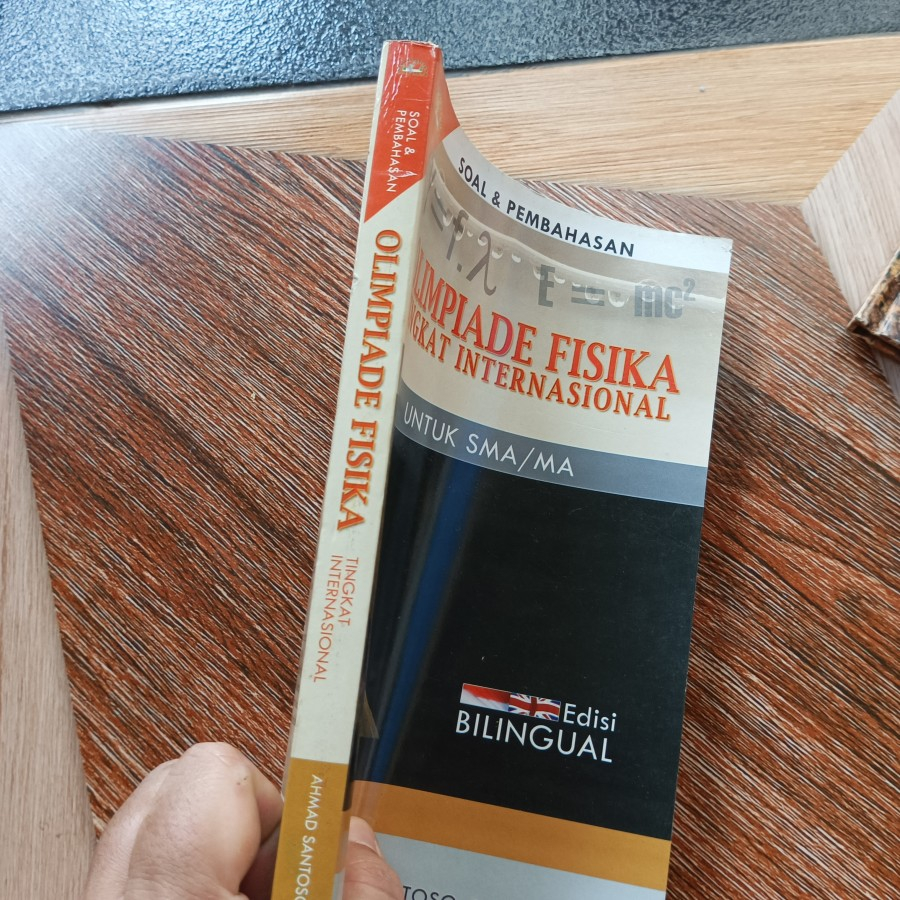 SOAL &
PEMBAHASAN
OLIMPIADE FISIKA
TINGKAT
INTERNASIONAL
AHMAD SANTOSO
SOAL & PEMBAHASAN
=f.λ
E = mc²
LIMPIADE FISIKA
NGKAT INTERNASIONAL
UNTUK SMA/MA
Edisi
BILINGUAL
TOSO